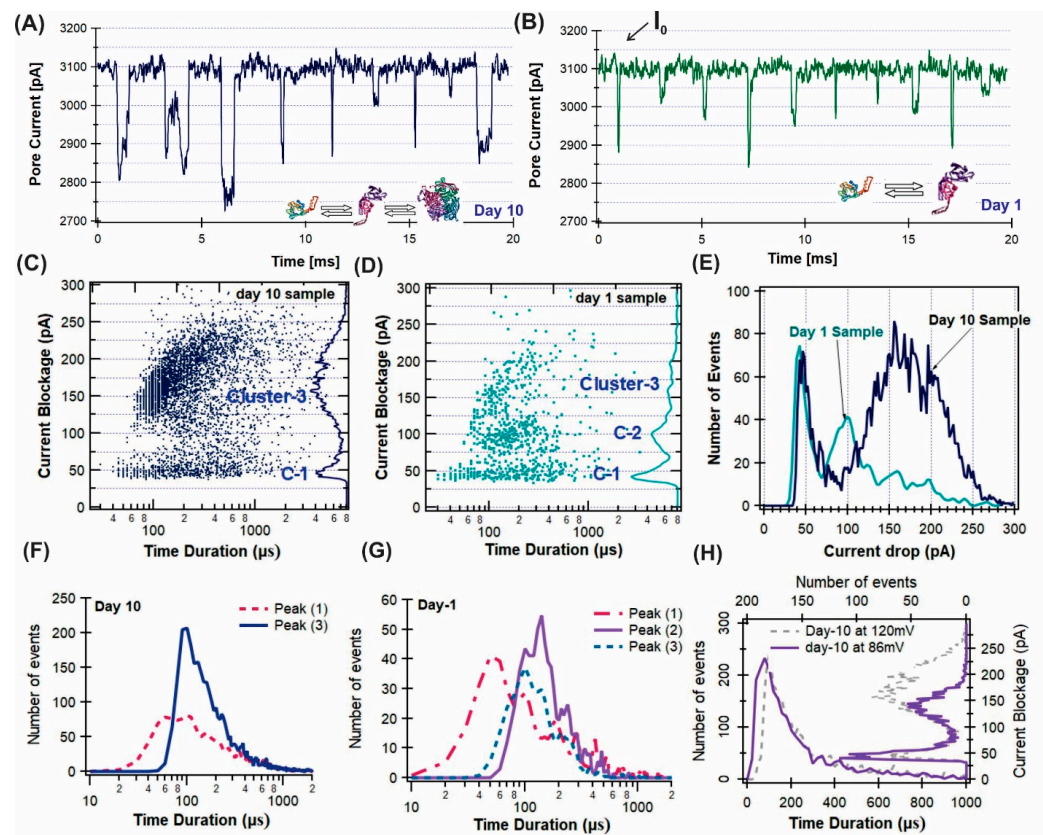 (A)
3200
3100
3000
2900
2800
2700
Pore Current [pA]
0
5
10
15
20
Time [ms]
Day 10
(B)
I₀
3200
3100
3000
2900
2800
2700
Pore Current [pA]
0
5
10
15
20
Time [ms]
Day 1
(C)
day 10 sample
300
250
200
150
100
50
0
Current Blockage (pA)
Cluster-3
C-1
4 6 8 100 2 4 6 8 1000 2 4 6 8
Time Duration (µs)
(D)
day 1 sample
300
250
200
150
100
50
0
Current Blockage (pA)
Cluster-3
C-2
C-1
4 6 8 100 2 4 6 8 1000 2 4 6 8
Time Duration (µs)
(E)
100
80
60
40
20
0
Number of Events
Day 1 Sample
Day 10 Sample
0 50 100 150 200 250 300
Current drop (pA)
(F)
Day 10
Peak (1)
Peak (3)
250
200
150
100
50
0
Number of events
10 2 4 6 8 100 2 4 6 8 1000 2
Time Duration (µs)
(G)
Day-1
Peak (1)
Peak (2)
Peak (3)
60
50
40
30
20
10
0
Number of events
10 2 4 6 8 100 2 4 6 8 1000 2
Time Duration (µs)
(H)
Number of events
200 150 100 50 0
Day-10 at 120mV
day-10 at 86mV
300
200
100
0
Number of events
250
200
150
100
50
0
Current Blockage (pA)
0 200 400 600 800 1000
Time Duration (µs)